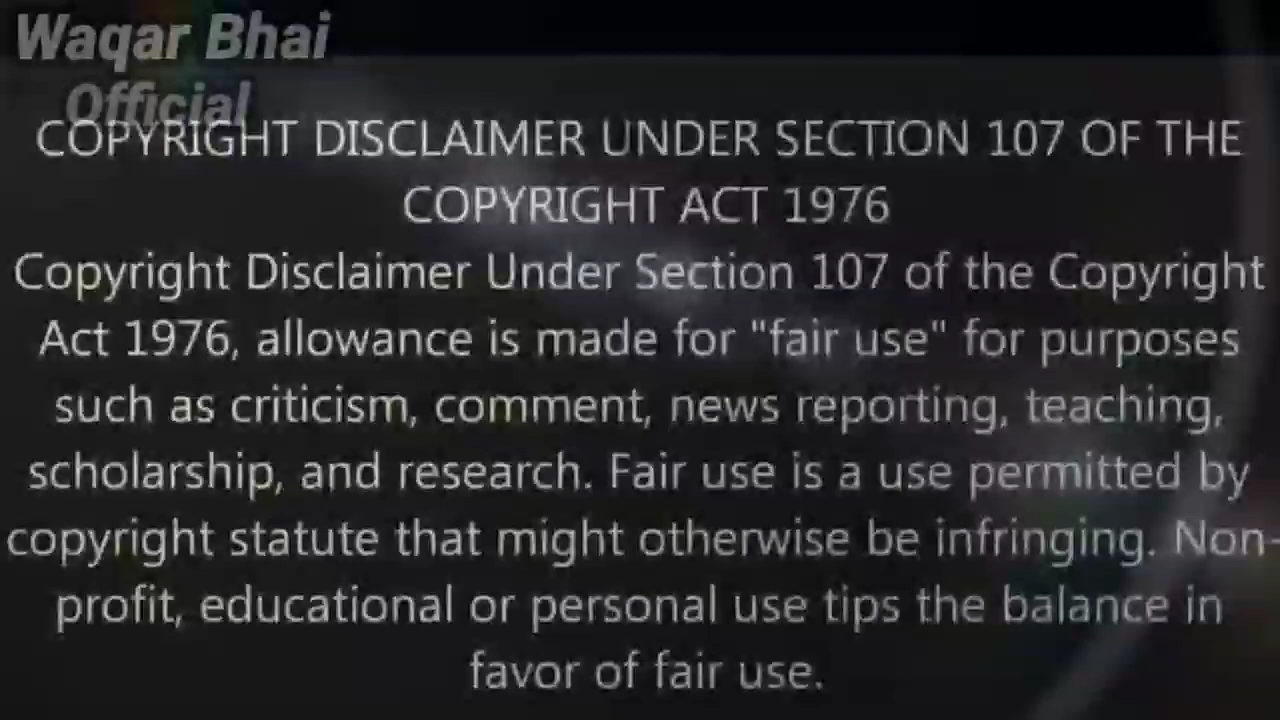 Waqar Bhai
Official
COPYRIGHT DISCLAIMER UNDER SECTION 107 OF THE
COPYRIGHT ACT 1976
Copyright Disclaimer Under Section 107 of the Copyright
Act 1976, allowance is made for "fair use" for purposes
such as criticism, comment, news reporting, teaching,
scholarship, and research. Fair use is a use permitted by
copyright statute that might otherwise be infringing. Non-
profit, educational or personal use tips the balance in
favor of fair use.